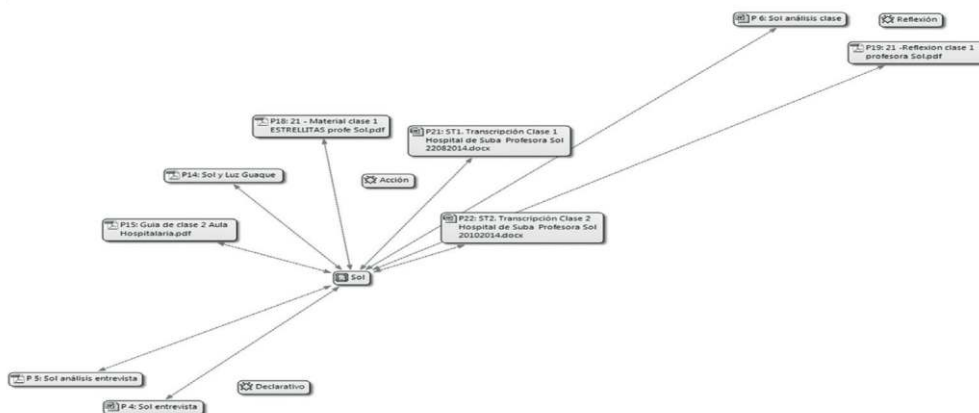 P 6: Sol análisis clase
Reflexión
P19: 21 -Reflexion clase 1
profesora Sol.pdf
P18: 21 - Material clase 1
ESTRELLITAS profe Sol.pdf
P21: ST1. Transcripción Clase 1
Hospital de Suba Profesora Sol
22082014.docx
P14: Sol y Luz Guaque
Acción
P15: Guia de clase 2 Aula
Hospitalaria.pdf
P22: ST2. Transcripción Clase 2
Hospital de Suba Profesora Sol
20102014.docx
Sol
P 5: Sol análisis entrevista
Declarativo
P 4: Sol entrevista